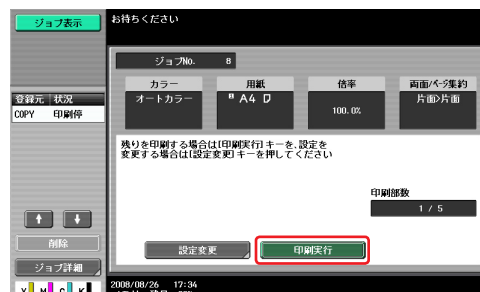 ジョブ表示
お待ちください
ジョブNo. 8
カラー 用紙 倍率 両面/ページ集約
オートカラー A4 100.0% 片面>片面
登録元 状況
COPY 印刷停
残りを印刷する場合は[印刷実行]キーを、設定を
変更する場合は[設定変更]キーを押してください
印刷部数
1 / 5
削除
設定変更 印刷実行
ジョブ詳細
2008/08/26 17:34
Y M C K